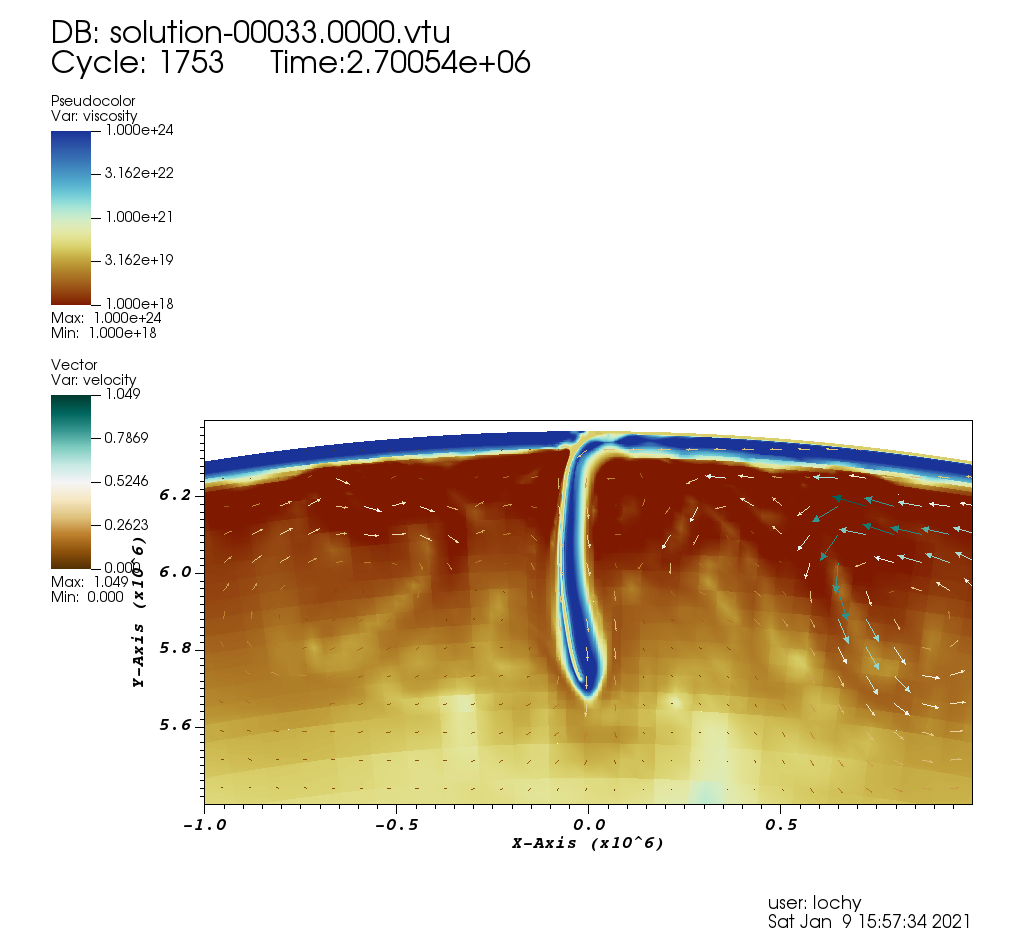 DB: solution-00033.0000.vtu
Cycle: 1753 Time:2.70054e+06
Pseudocolor
Var: viscosity
1.000e+24
3.162e+22
1.000e+21
3.162e+19
1.000e+18
Max: 1.000e+24
Min: 1.000e+18
Vector
Var: velocity
1.049
0.7869
0.5246
0.2623
0.000
Max: 1.049
Min: 0.000
Y-Axis (x10^6)
6.2
6.0
5.8
5.6
-1.0 -0.5 0.0 0.5
X-Axis (x10^6)
user: lochy
Sat Jan 9 15:57:34 2021